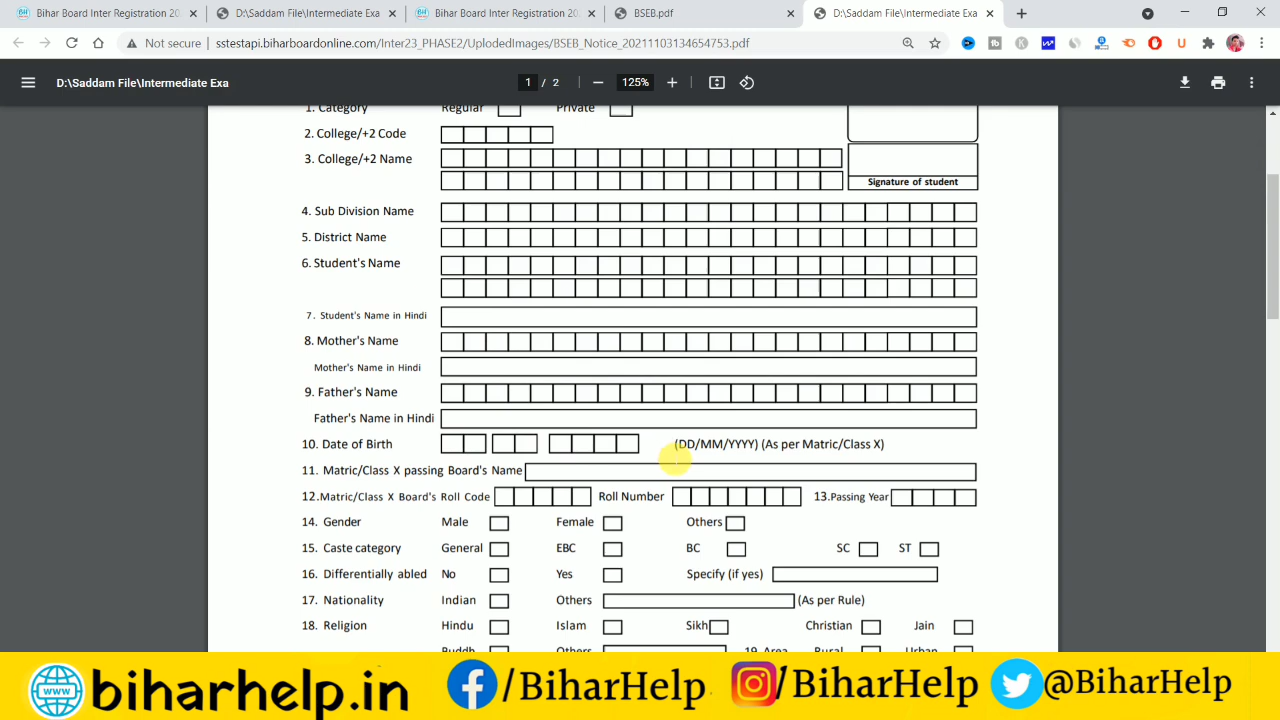 Bihar Board Inter Registration 20
D:\Saddam File\Intermediate Exa
Bihar Board Inter Registration 20
BSEB.pdf
D:\Saddam File\Intermediate Exa
Not secure
sstestapi.biharboardonline.com/Inter23_PHASE2/UplodedImages/BSEB_Notice_20211103134654753.pdf
D:\Saddam File\Intermediate Exa
1 / 2
125%
1. Category Regular Private
2. College/+2 Code
3. College/+2 Name
Signature of student
4. Sub Division Name
5. District Name
6. Student's Name
7. Student's Name in Hindi
8. Mother's Name
Mother's Name in Hindi
9. Father's Name
Father's Name in Hindi
10. Date of Birth (DD/MM/YYYY) (As per Matric/Class X)
11. Matric/Class X passing Board's Name
12.Matric/Class X Board's Roll Code Roll Number 13.Passing Year
14. Gender Male Female Others
15. Caste category General EBC BC SC ST
16. Differentially abled No Yes Specify (if yes)
17. Nationality Indian Others (As per Rule)
18. Religion Hindu Islam Sikh Christian Jain
Buddh Others 19. Area Rural Urban
www biharhelp.in /BiharHelp /BiharHelp @BiharHelp